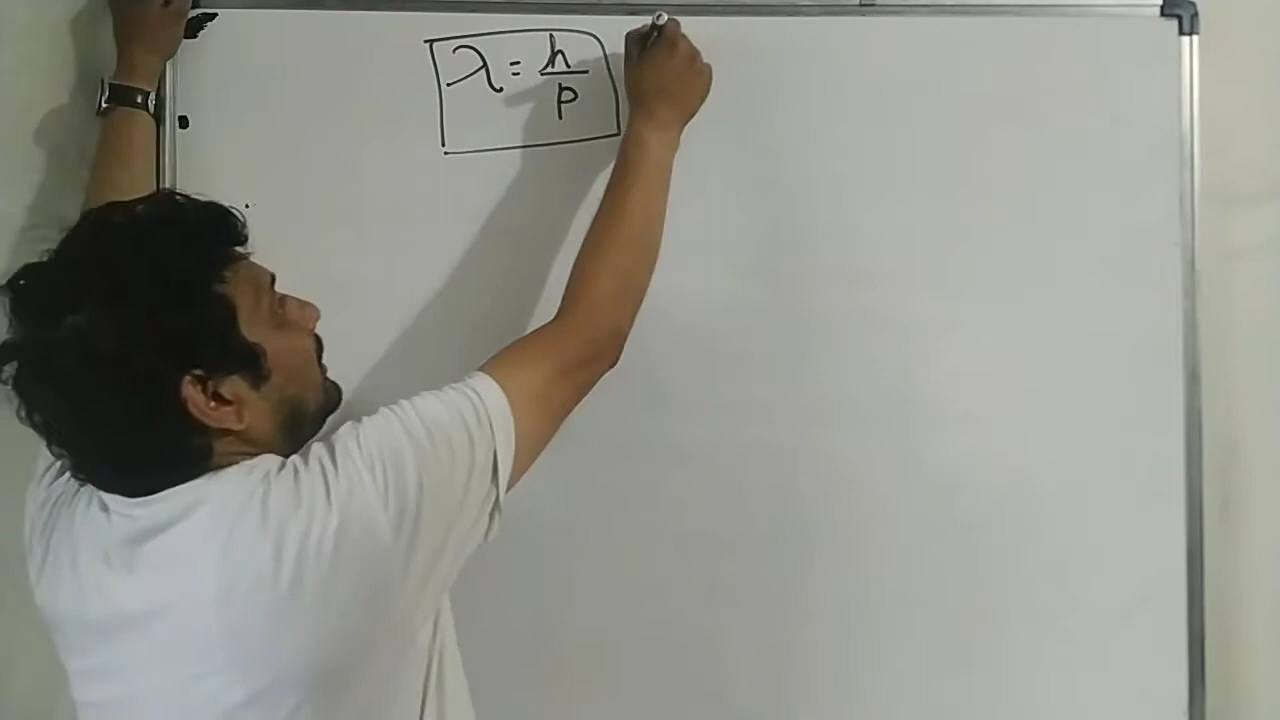 λ = h/p